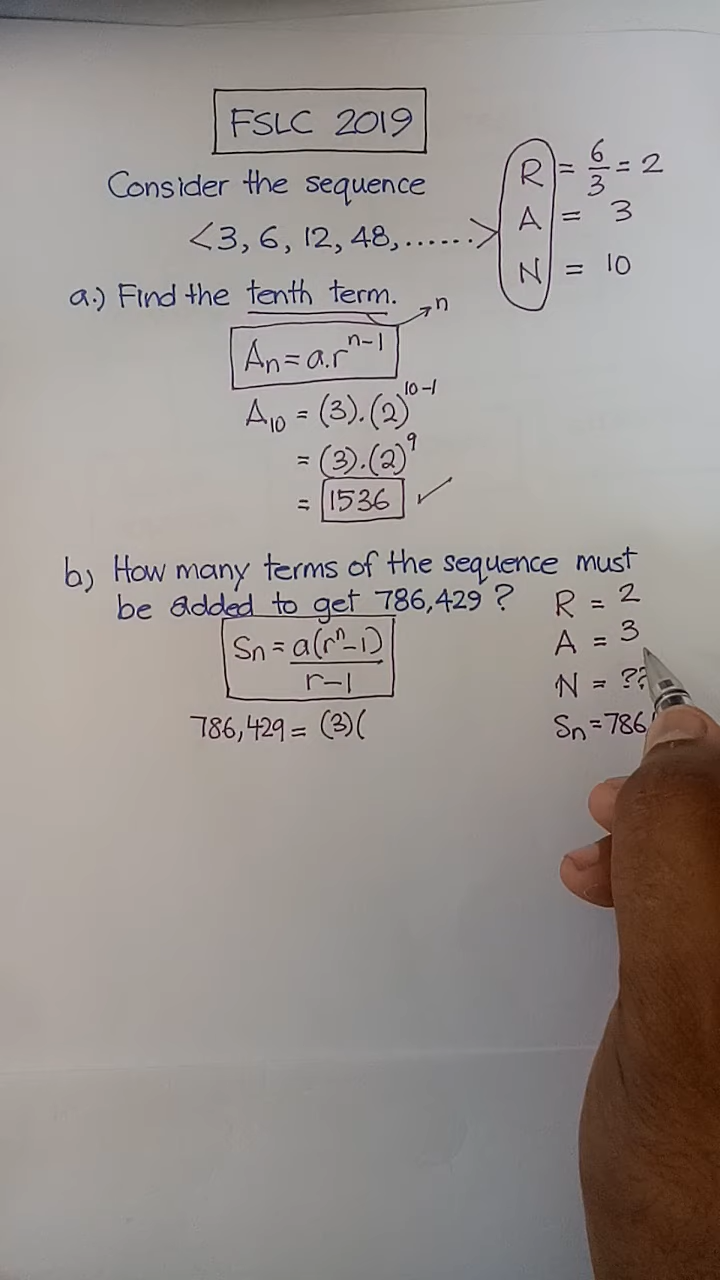 FSLC 2019
Consider the sequence
<3, 6, 12, 48, ......>
R = 6/3 = 2
A = 3
N = 10
a.) Find the tenth term.
n
An = a.r^n-1
A10 = (3).(2)^10-1
= (3).(2)^9
= 1536 ✓
b) How many terms of the sequence must
be added to get 786,429 ?
R = 2
A = 3
N = ??
Sn = 786
Sn = a(r^n-1)/r-1
786,429 = (3)(